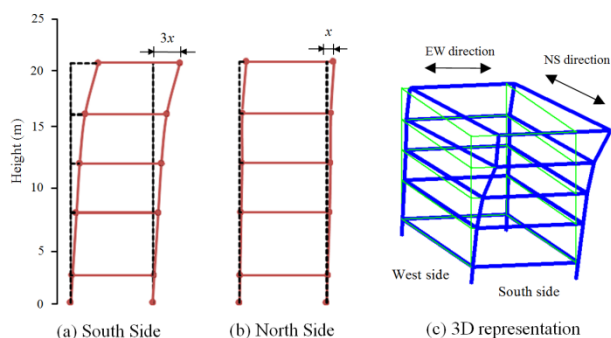 25
20
15
10
5
0
Height (m)
3x
(a) South Side
x
(b) North Side
EW direction
NS direction
West side
South side
(c) 3D representation